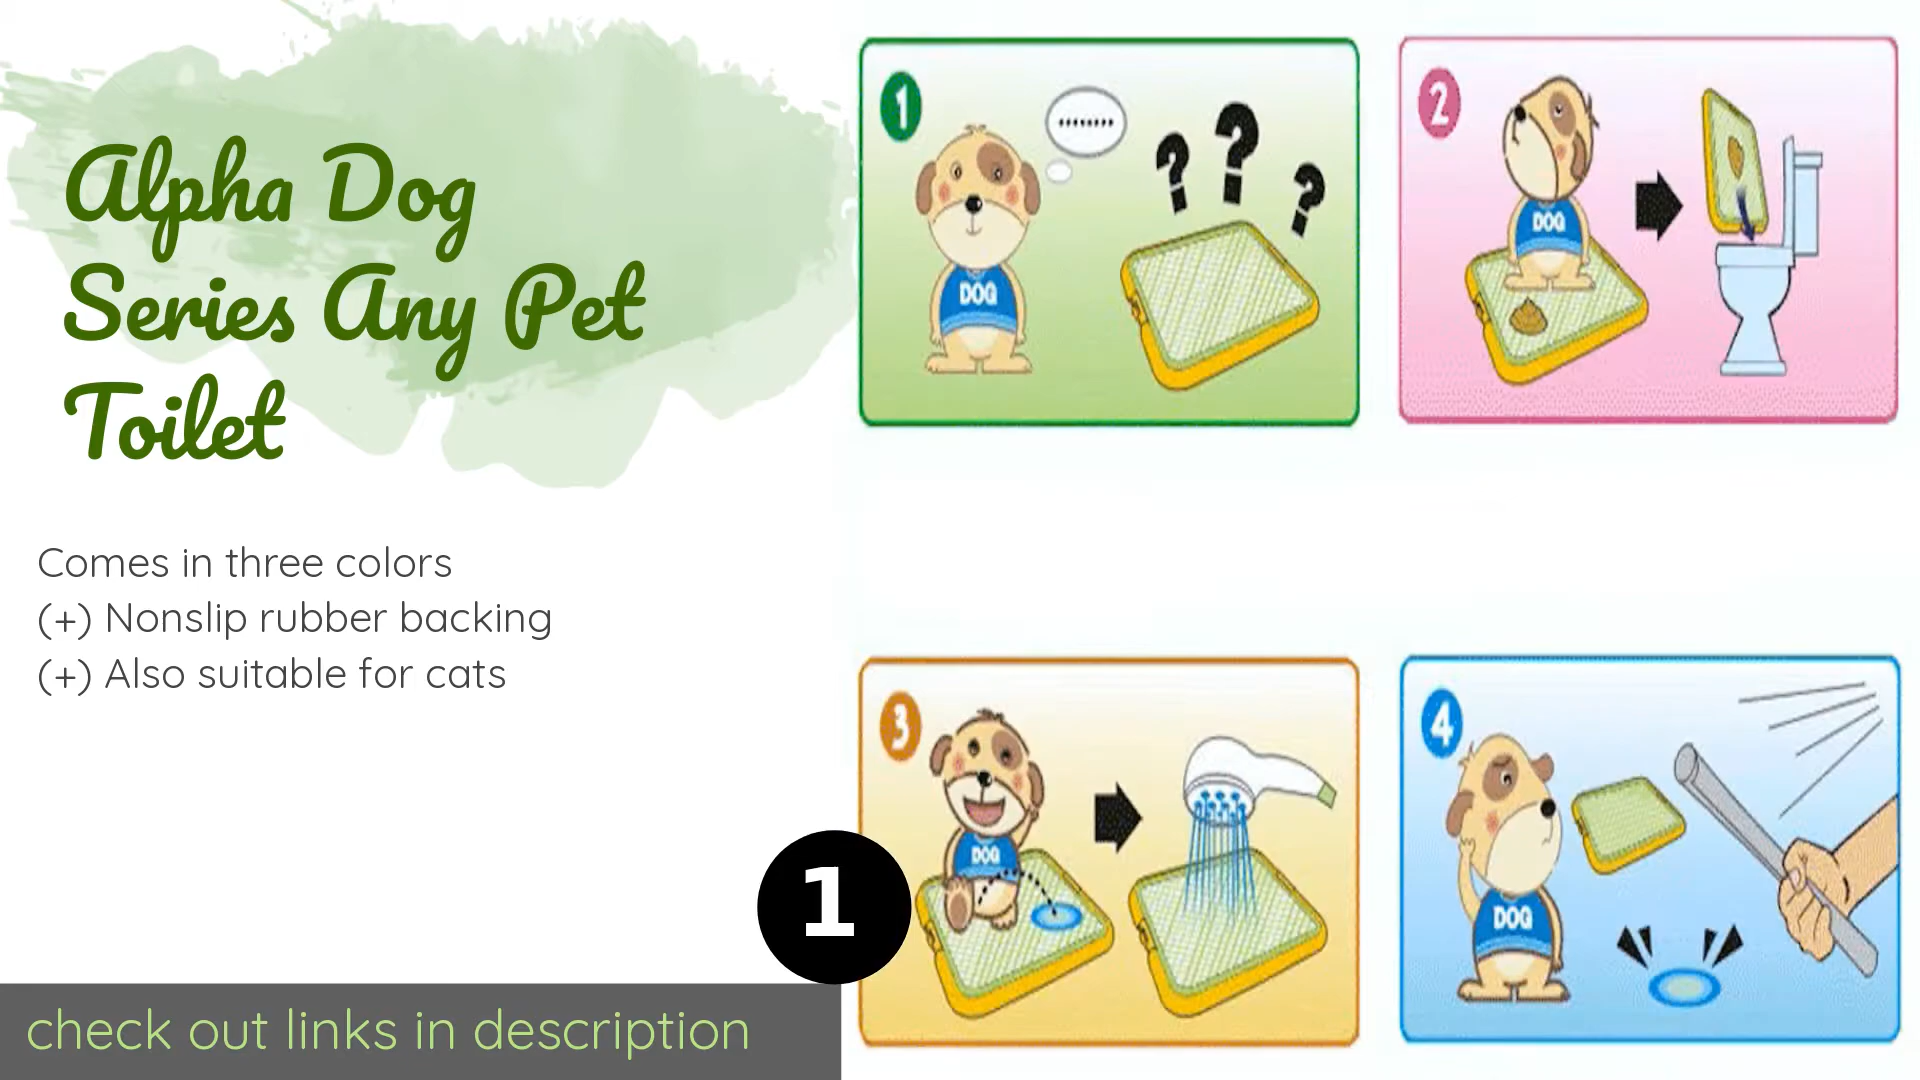 Alpha Dog
Series Any Pet
Toilet
Comes in three colors
(+) Nonslip rubber backing
(+) Also suitable for cats
check out links in description
1
1
........
? ? ?
DOG
2
DOG
3
DOG
4
DOG